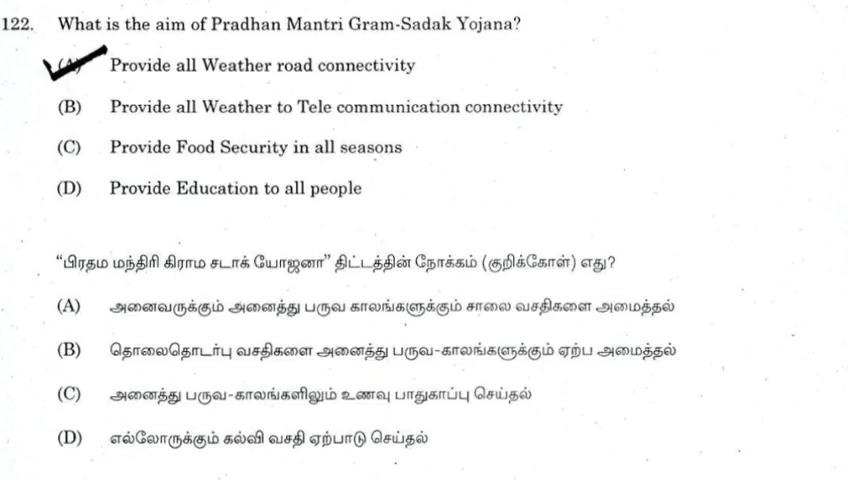 122. What is the aim of Pradhan Mantri Gram-Sadak Yojana?
(A) Provide all Weather road connectivity
(B) Provide all Weather to Tele communication connectivity
(C) Provide Food Security in all seasons
(D) Provide Education to all people
“பிரதம மந்திரி கிராம சடாக் யோஜனா” திட்டத்தின் நோக்கம் (குறிக்கோள்) எது?
(A) அனைவருக்கும் அனைத்து பருவ காலங்களுக்கும் சாலை வசதிகளை அமைத்தல்
(B) தொலைதொடர்பு வசதிகளை அனைத்து பருவ-காலங்களுக்கும் ஏற்ப அமைத்தல்
(C) அனைத்து பருவ-காலங்களிலும் உணவு பாதுகாப்பு செய்தல்
(D) எல்லோருக்கும் கல்வி வசதி ஏற்பாடு செய்தல்